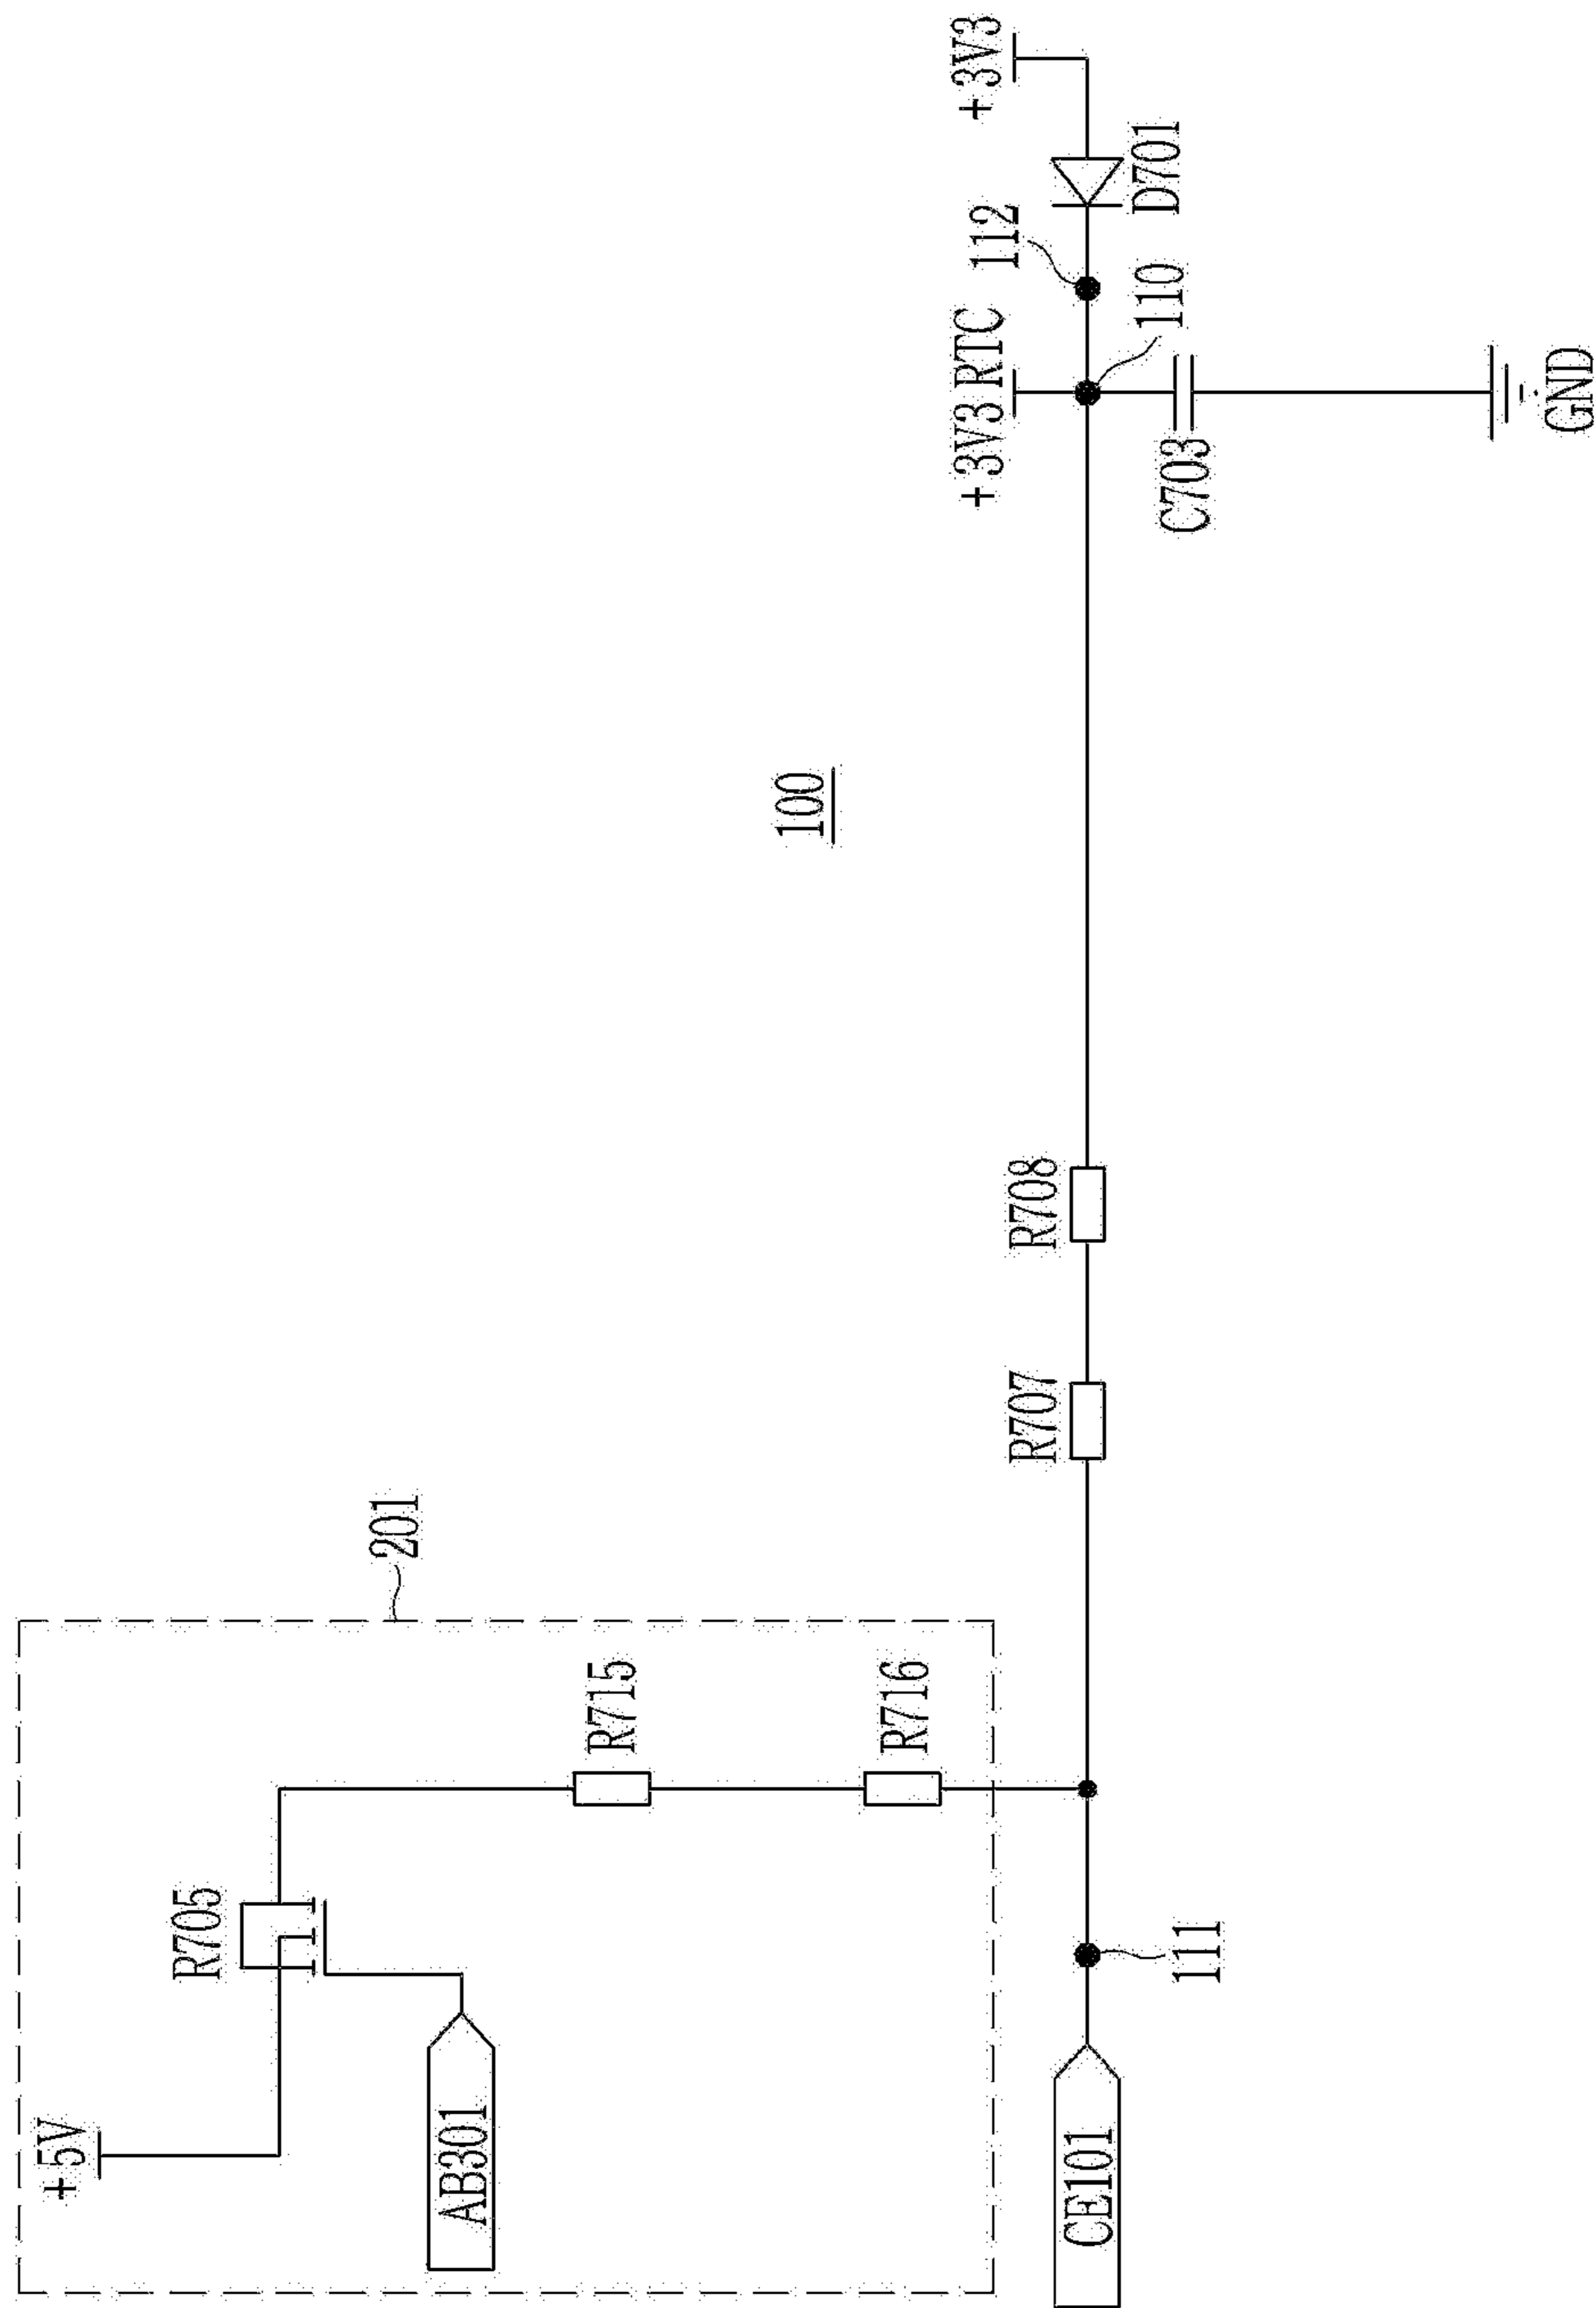 +5V
R705
AB301
R715
R716
201
CE101
111
R707
R708
100
+3V3 RTC
110
112
C703
GND
D701
+3V3